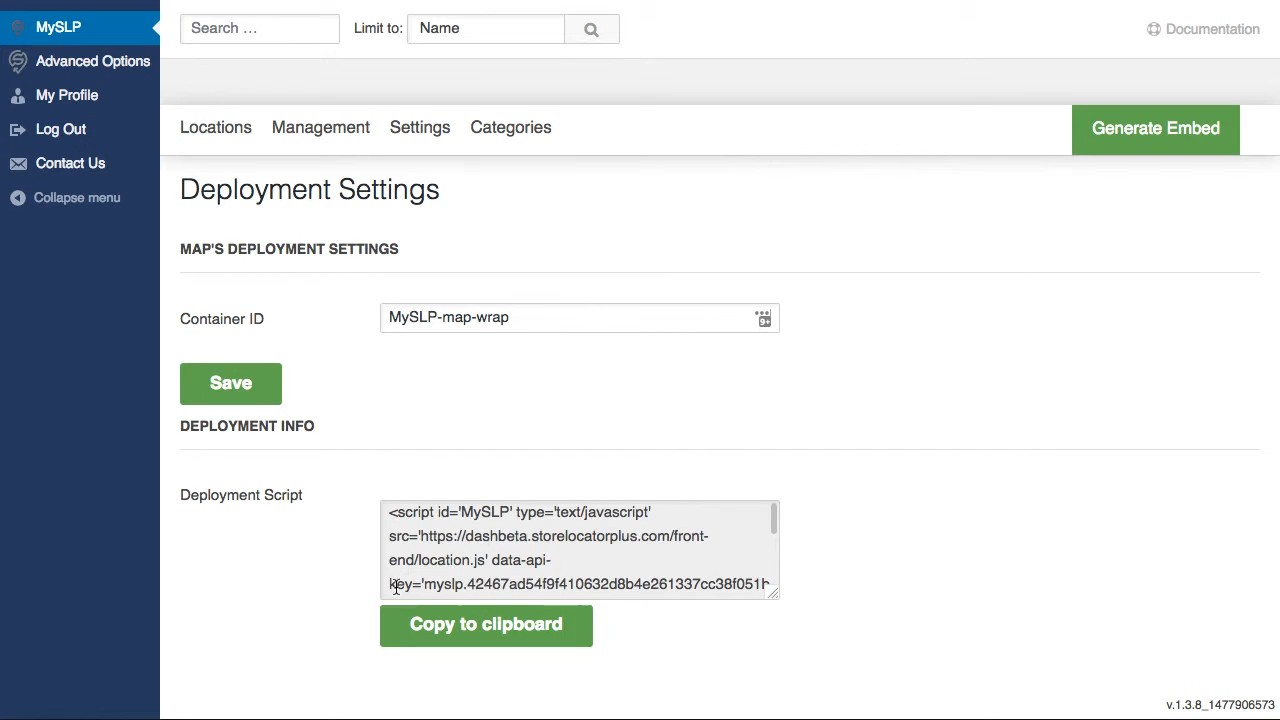 MySLP
Advanced Options
My Profile
Log Out
Contact Us
Collapse menu
Search …
Limit to:
Name
Documentation
Locations
Management
Settings
Categories
Generate Embed
Deployment Settings
MAP'S DEPLOYMENT SETTINGS
Container ID
MySLP-map-wrap
9+
Save
DEPLOYMENT INFO
Deployment Script
<script id='MySLP' type='text/javascript'
src='https://dashbeta.storelocatorplus.com/front-
end/location.js' data-api-
key='myslp.42467ad54f9f410632d8b4e261337cc38f051b
Copy to clipboard
v.1.3.8_1477906573